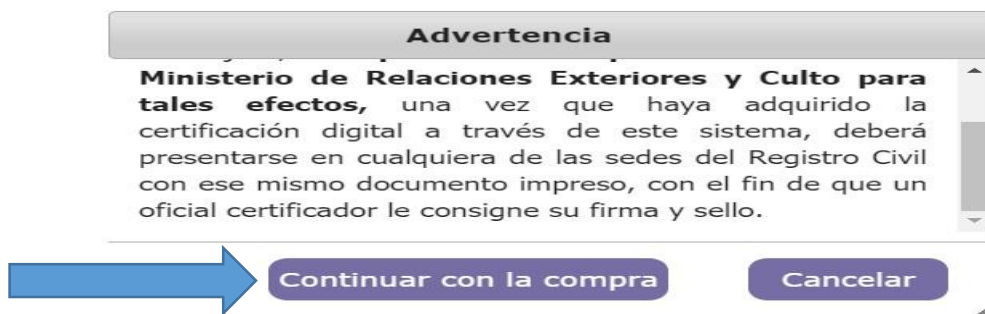 Advertencia
Ministerio de Relaciones Exteriores y Culto para
tales efectos, una vez que haya adquirido la
certificación digital a través de este sistema, deberá
presentarse en cualquiera de las sedes del Registro Civil
con ese mismo documento impreso, con el fin de que un
oficial certificador le consigne su firma y sello.
Continuar con la compra Cancelar